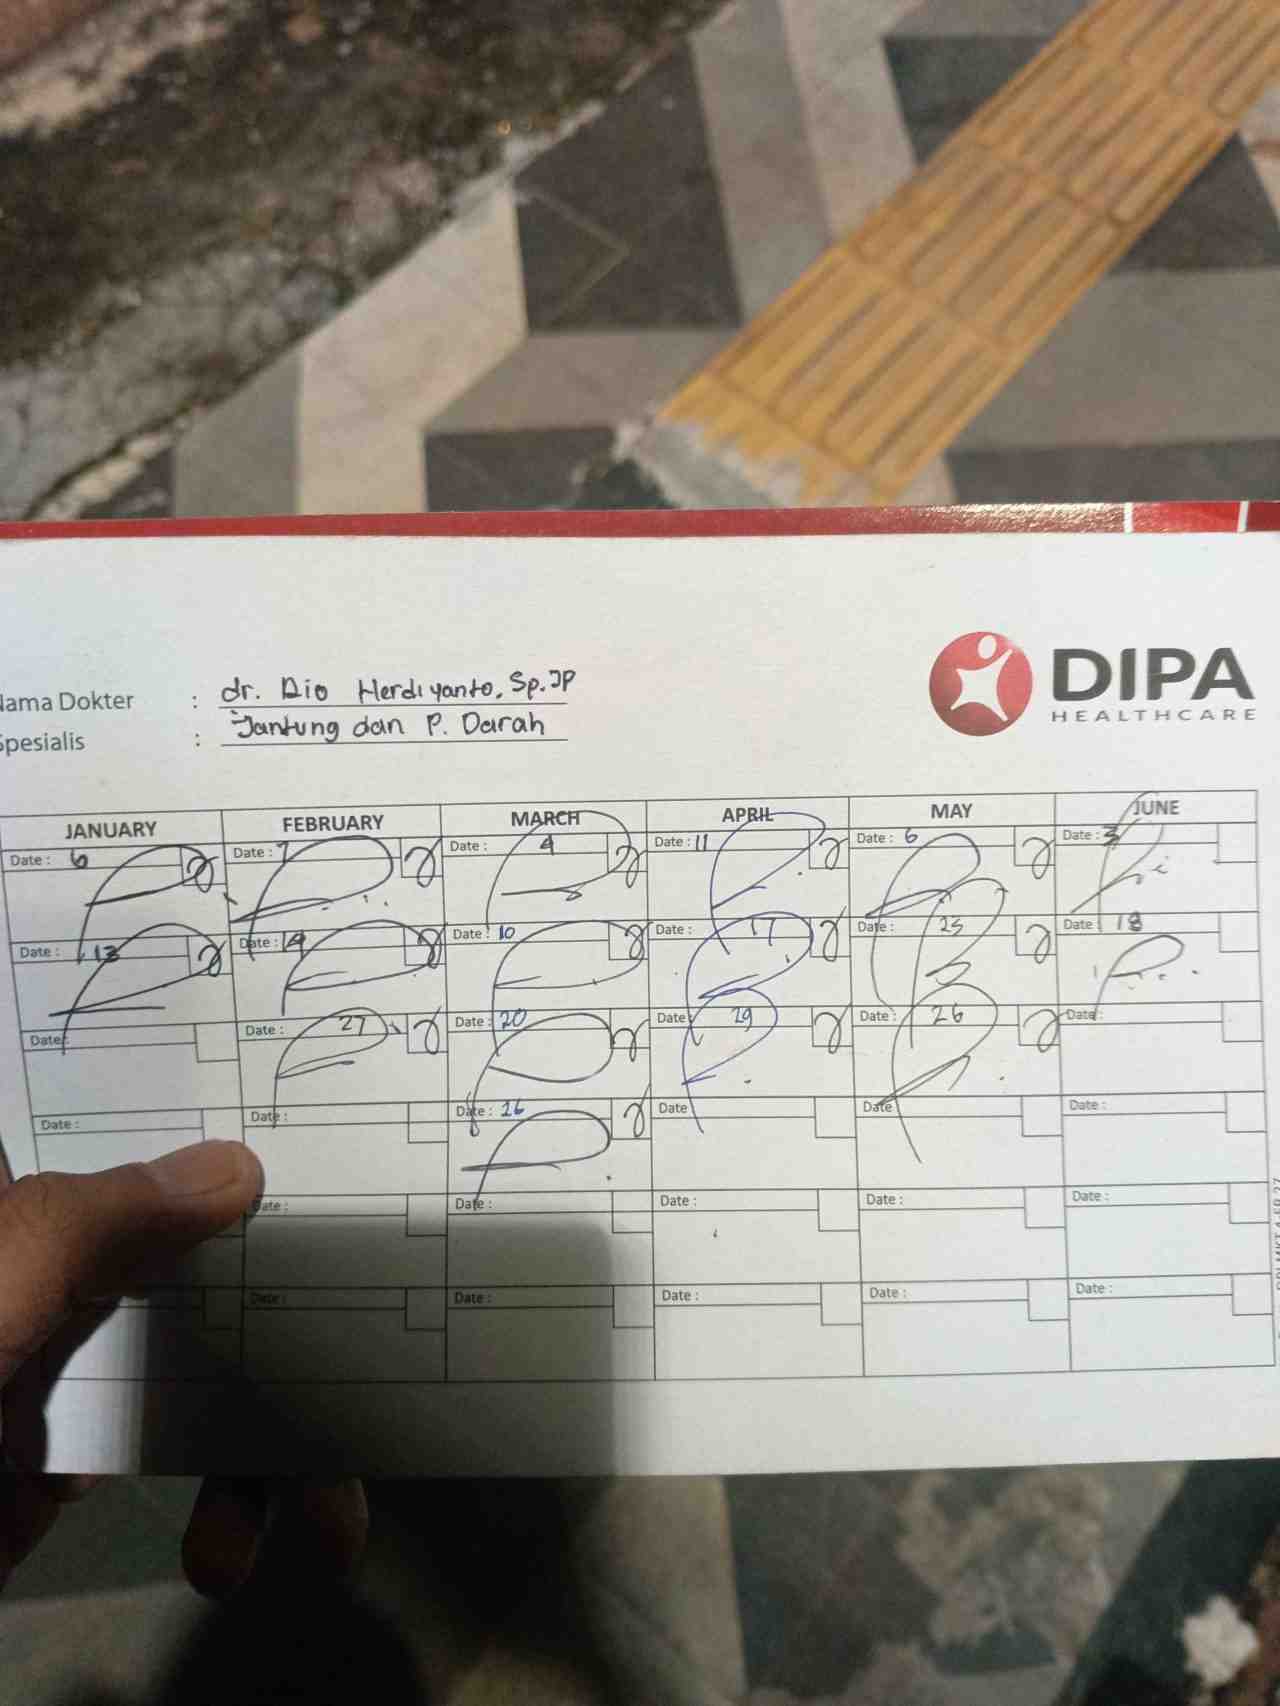 DIPA
HEALTHCARE
Nama Dokter : dr. Dio Herdiyanto, Sp.JP
Spesialis : Jantung dan P. Darah
JANUARY FEBRUARY MARCH APRIL MAY JUNE
Date : 6 Date : 7 Date : 4 Date : 11 Date : 6 Date : 3
Date : 13 Date : 14 Date : 10 Date : 17 Date : 25 Date : 18
Date : Date : 27 Date : 20 Date : 29 Date : 26 Date :
Date : Date : Date : 26 Date Date Date :
Date : Date : Date : Date : Date :
Date : Date : Date : Date : Date :